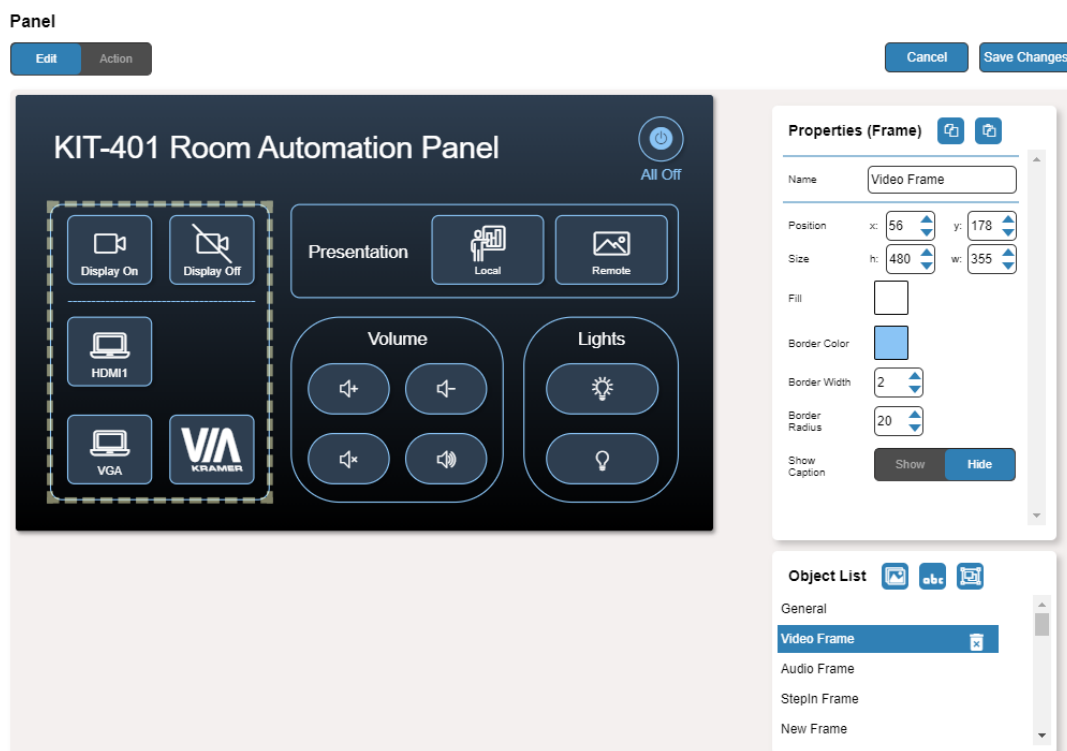 Panel
Edit Action Cancel Save Changes
KIT-401 Room Automation Panel
All Off
Display On Display Off
Presentation
Local Remote
HDMI1
Volume Lights
VGA VIA
KRAMER
Properties (Frame)
Name Video Frame
Position x: 56 y: 178
Size h: 480 w: 355
Fill
Border Color
Border Width 2
Border
Radius 20
Show
Caption Show Hide
Object List abc
General
Video Frame
Audio Frame
StepIn Frame
New Frame